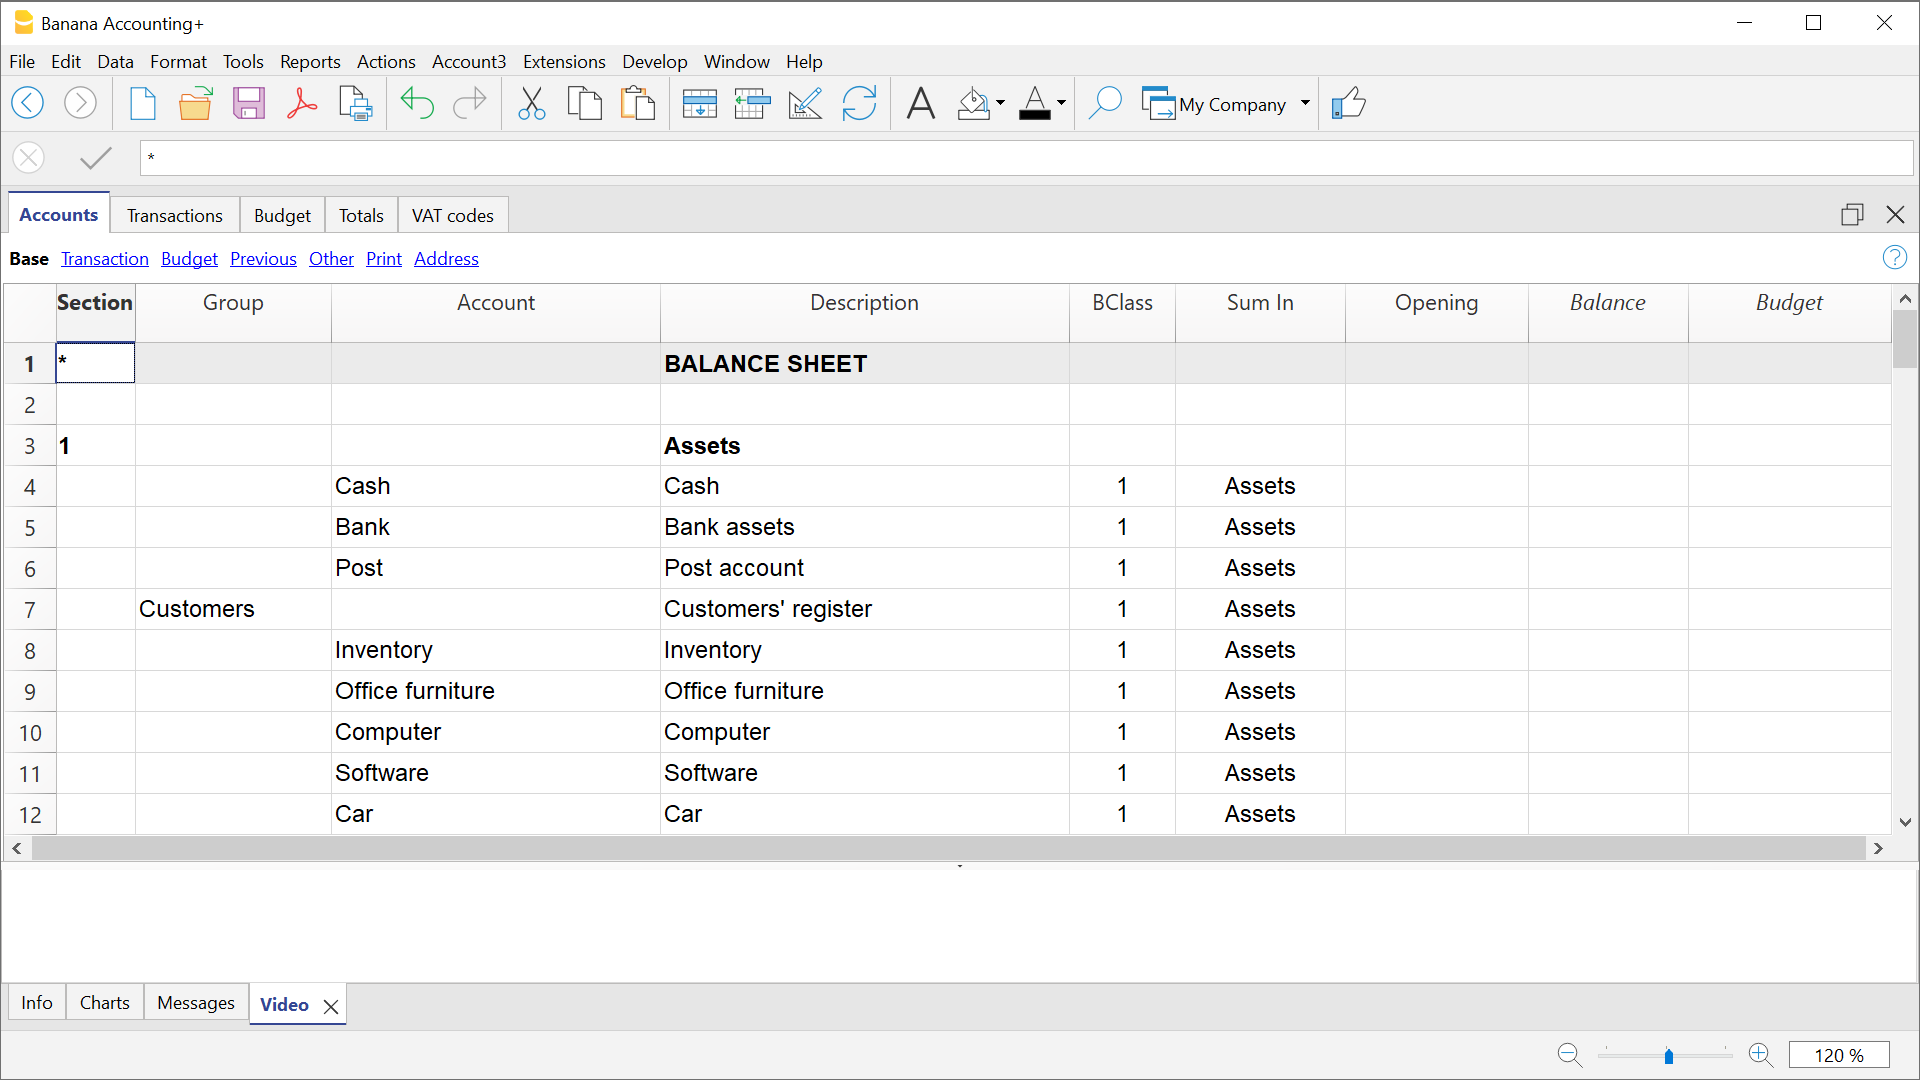 Banana Accounting+
File Edit Data Format Tools Reports Actions Account3 Extensions Develop Window Help
My Company
*
Accounts Transactions Budget Totals VAT codes
Base Transaction Budget Previous Other Print Address
Section Group Account Description BClass Sum In Opening Balance Budget
1 * BALANCE SHEET
2
3 1 Assets
4 Cash Cash 1 Assets
5 Bank Bank assets 1 Assets
6 Post Post account 1 Assets
7 Customers Customers' register 1 Assets
8 Inventory Inventory 1 Assets
9 Office furniture Office furniture 1 Assets
10 Computer Computer 1 Assets
11 Software Software 1 Assets
12 Car Car 1 Assets
Info Charts Messages Video
120 %